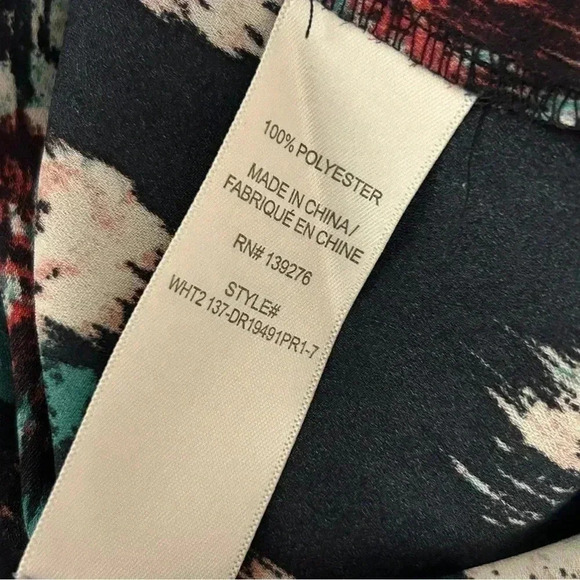 100% POLYESTER
MADE IN CHINA/
FABRIQUÉ EN CHINE
RN# 139276
STYLE#
WHT2 137-DR19491PR1-7